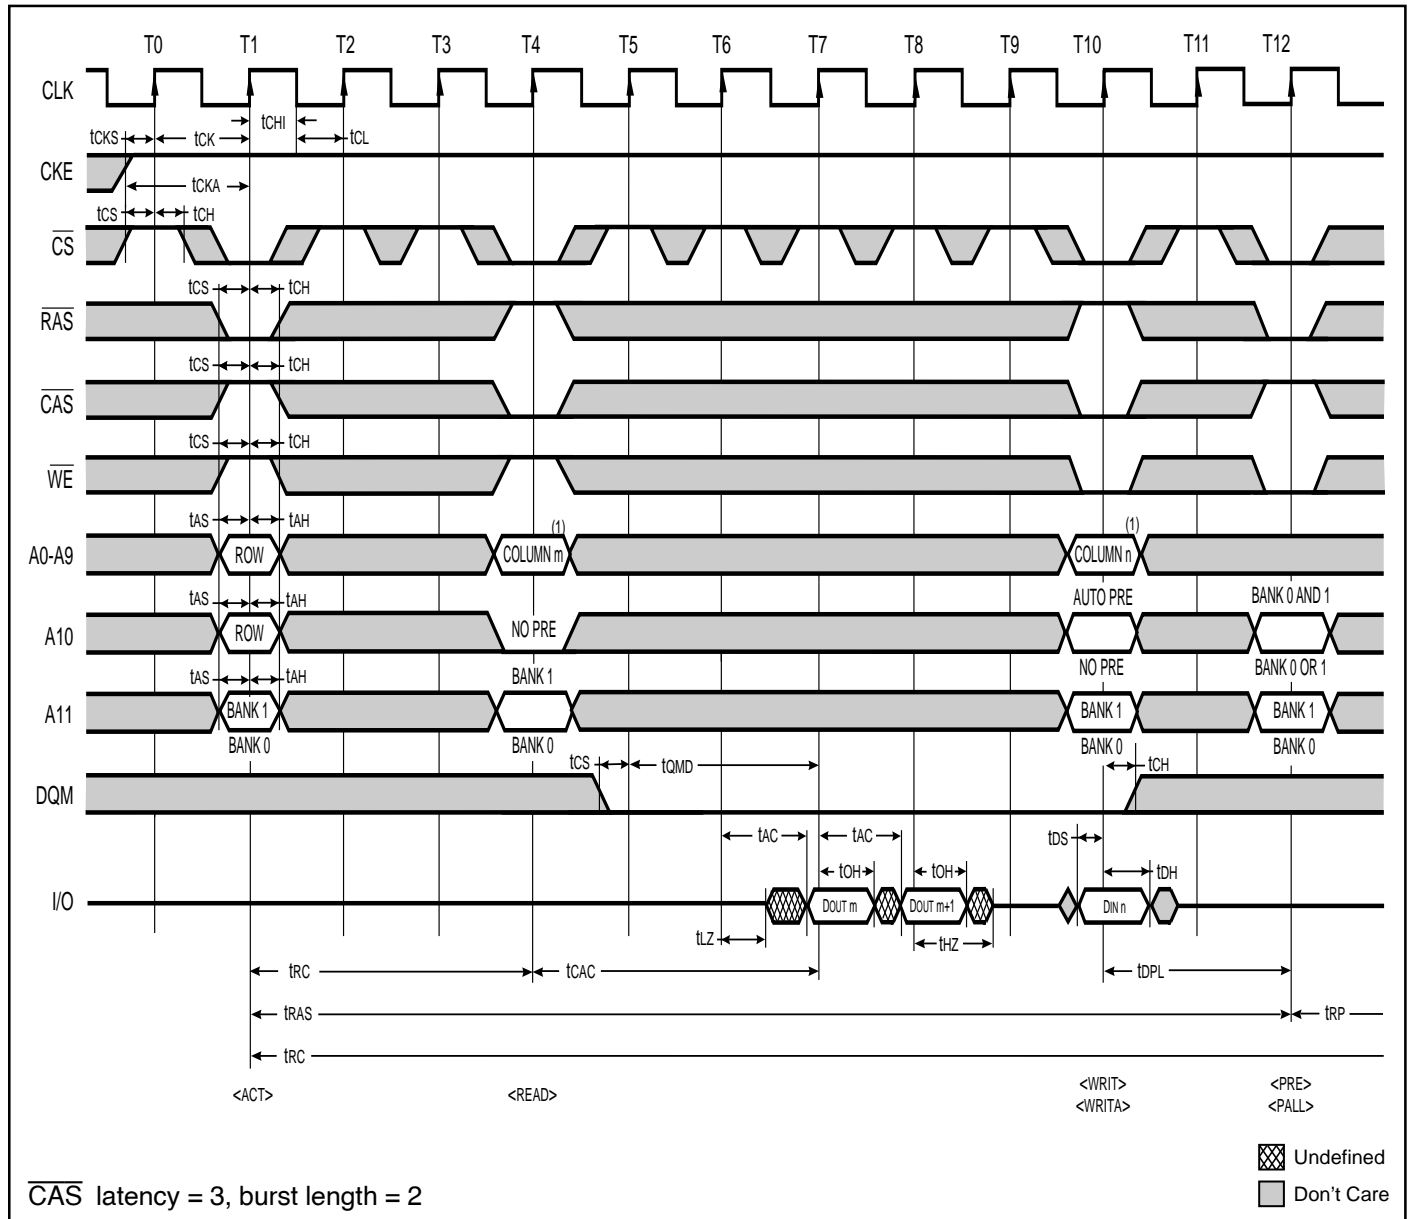 T0 T1 T2 T3 T4 T5 T6 T7 T8 T9 T10 T11 T12
CLK
tCHI
tCKS tCK tCL
CKE
tCKA
tCS tCH
CS
tCS tCH
RAS
tCS tCH
CAS
tCS tCH
WE
tAS tAH (1) (1)
A0-A9 ROW COLUMN m COLUMN n
tAS tAH AUTO PRE BANK 0 AND 1
A10 ROW NO PRE
BANK 1 NO PRE BANK 0 OR 1
tAS tAH
A11 BANK 1 BANK 1 BANK 1
BANK 0 BANK 0 BANK 0 BANK 0
tCS tQMD tCH
DQM
tAC tAC tDS
tOH tOH tDH
I/O DOUT m DOUT m+1 DIN n
tLZ tHZ
tRC tCAC tDPL
tRAS tRP
tRC
<ACT> <READ> <WRIT> <PRE>
<WRITA> <PALL>
Undefined
CAS latency = 3, burst length = 2 Don't Care